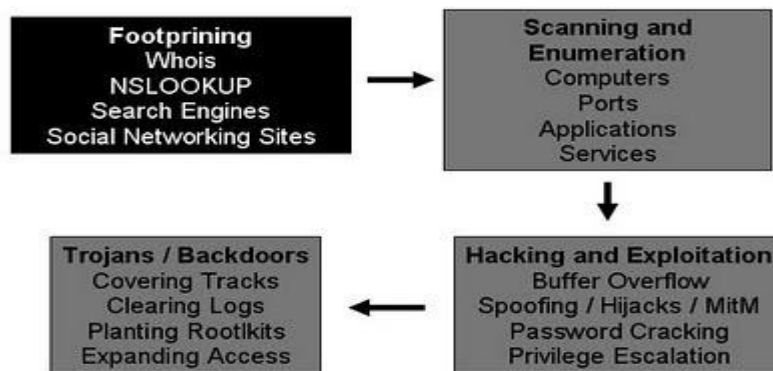 Footprining
Whois
NSLOOKUP
Search Engines
Social Networking Sites
Scanning and
Enumeration
Computers
Ports
Applications
Services
Hacking and Exploitation
Buffer Overflow
Spoofing / Hijacks / MitM
Password Cracking
Privilege Escalation
Trojans / Backdoors
Covering Tracks
Clearing Logs
Planting Rootlkits
Expanding Access